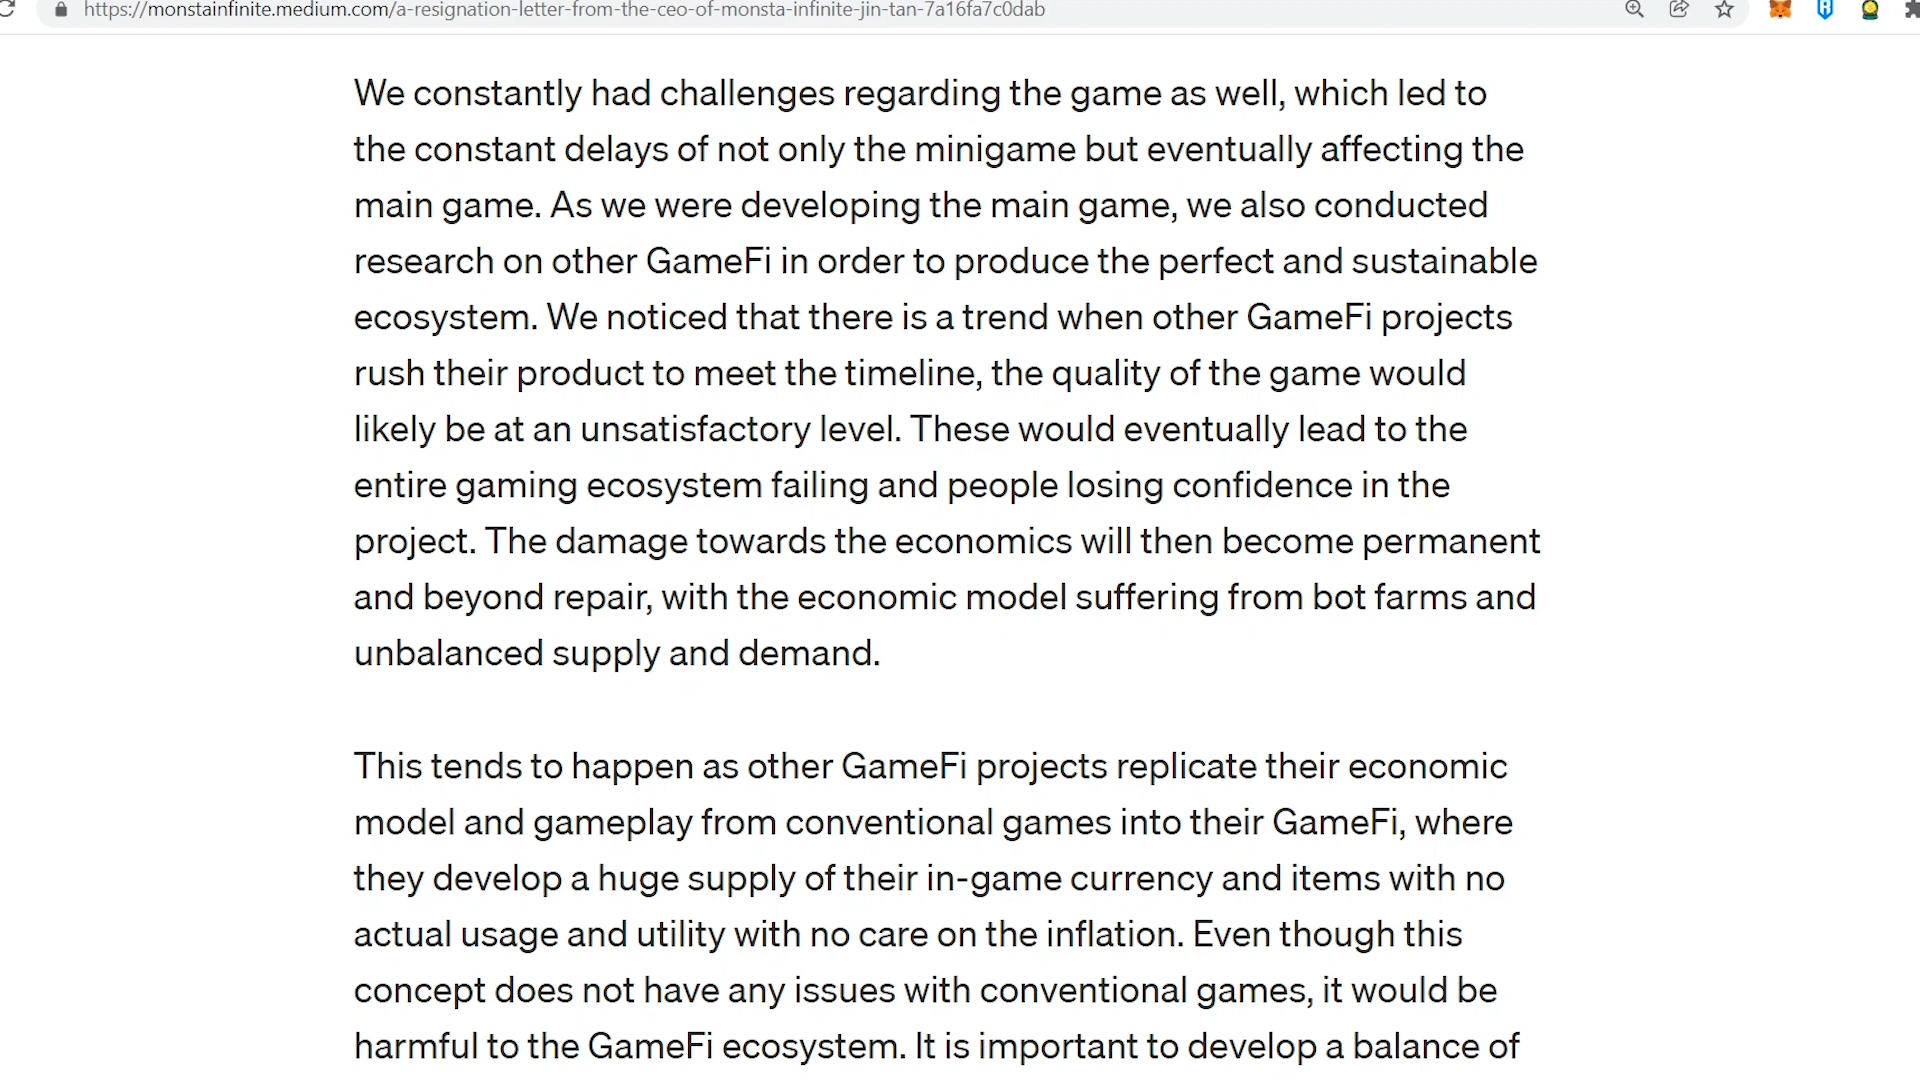 https://monstainfinite.medium.com/a-resignation-letter-from-the-ceo-of-monsta-infinite-jin-tan-7a16fa7c0dab
We constantly had challenges regarding the game as well, which led to
the constant delays of not only the minigame but eventually affecting the
main game. As we were developing the main game, we also conducted
research on other GameFi in order to produce the perfect and sustainable
ecosystem. We noticed that there is a trend when other GameFi projects
rush their product to meet the timeline, the quality of the game would
likely be at an unsatisfactory level. These would eventually lead to the
entire gaming ecosystem failing and people losing confidence in the
project. The damage towards the economics will then become permanent
and beyond repair, with the economic model suffering from bot farms and
unbalanced supply and demand.
This tends to happen as other GameFi projects replicate their economic
model and gameplay from conventional games into their GameFi, where
they develop a huge supply of their in-game currency and items with no
actual usage and utility with no care on the inflation. Even though this
concept does not have any issues with conventional games, it would be
harmful to the GameFi ecosystem. It is important to develop a balance of